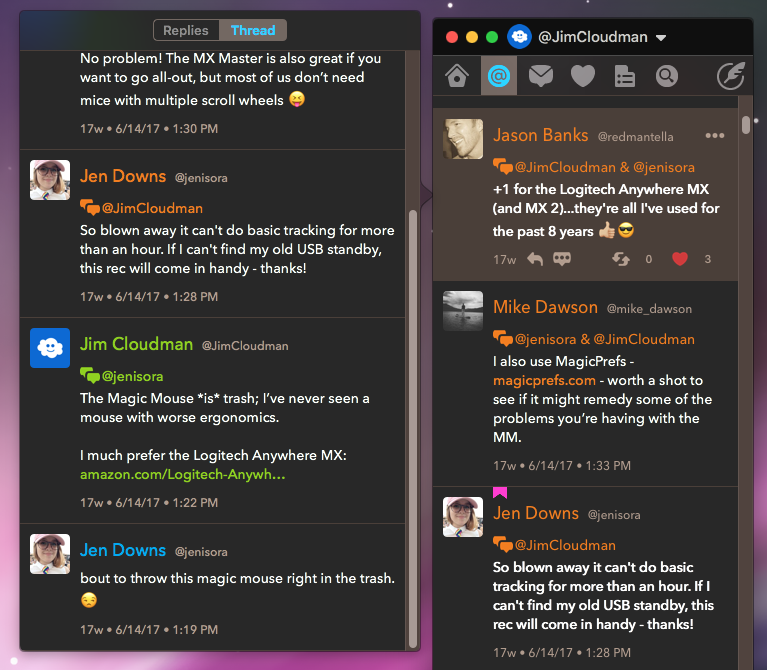 Replies Thread
No problem! The MX Master is also great if you
want to go all-out, but most of us don’t need
mice with multiple scroll wheels 😝
17w • 6/14/17 • 1:30 PM
Jen Downs @jenisora
@JimCloudman
So blown away it can't do basic tracking for more
than an hour. If I can't find my old USB standby,
this rec will come in handy - thanks!
17w • 6/14/17 • 1:28 PM
Jim Cloudman @JimCloudman
@jenisora
The Magic Mouse *is* trash; I’ve never seen a
mouse with worse ergonomics.
I much prefer the Logitech Anywhere MX:
amazon.com/Logitech-Anywh…
17w • 6/14/17 • 1:22 PM
Jen Downs @jenisora
bout to throw this magic mouse right in the trash.
😒
17w • 6/14/17 • 1:19 PM
@JimCloudman
Jason Banks @redmantella
@JimCloudman & @jenisora
+1 for the Logitech Anywhere MX
(and MX 2)...they're all I've used for
the past 8 years 👍🏼😎
17w 0 3
Mike Dawson @mike_dawson
@jenisora & @JimCloudman
I also use MagicPrefs -
magicprefs.com - worth a shot to
see if it might remedy some of the
problems you’re having with the
MM.
17w • 6/14/17 • 1:33 PM
Jen Downs @jenisora
@JimCloudman
So blown away it can't do basic
tracking for more than an hour. If I
can't find my old USB standby, this
rec will come in handy - thanks!
17w • 6/14/17 • 1:28 PM